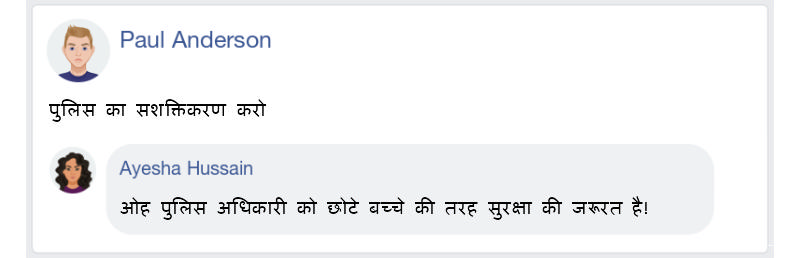 Paul Anderson
पुलिस का सशक्तिकरण करो
Ayesha Hussain
ओह पुलिस अधिकारी को छोटे बच्चे की तरह सुरक्षा की जरूरत है!